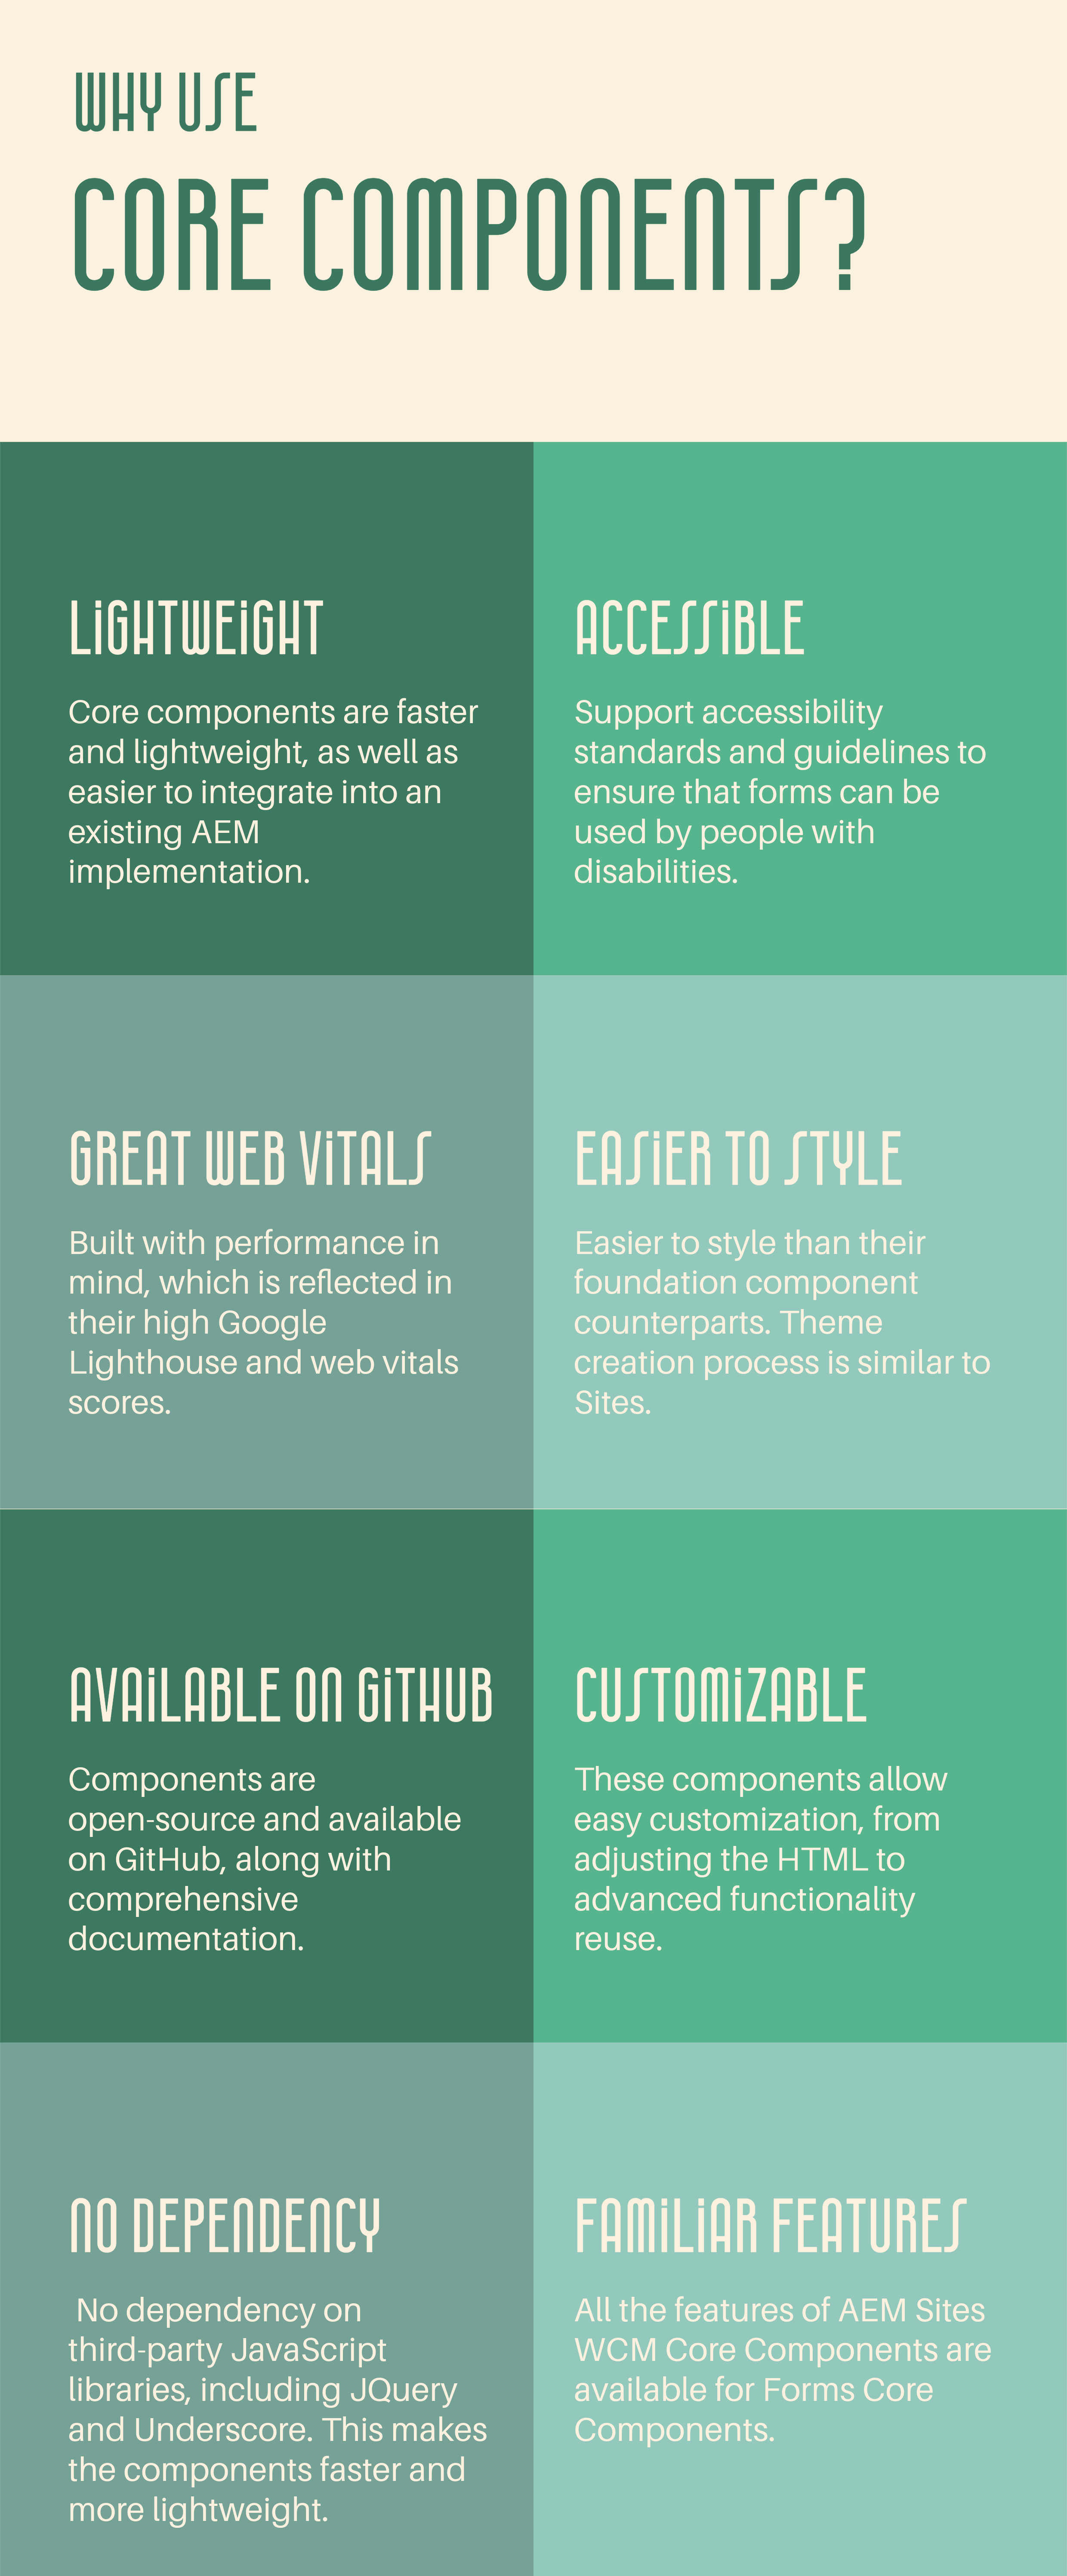 WHY USE
CORE COMPONENTS?
LiGHTWEiGHT
Core components are faster
and lightweight, as well as
easier to integrate into an
existing AEM
implementation.
ACCESSiBLE
Support accessibility
standards and guidelines to
ensure that forms can be
used by people with
disabilities.
GREAT WEB ViTALS
Built with performance in
mind, which is reflected in
their high Google
Lighthouse and web vitals
scores.
EASiER TO STYLE
Easier to style than their
foundation component
counterparts. Theme
creation process is similar to
Sites.
AVAiLABLE ON GiTHUB
Components are
open-source and available
on GitHub, along with
comprehensive
documentation.
CUSTOMiZABLE
These components allow
easy customization, from
adjusting the HTML to
advanced functionality
reuse.
NO DEPENDENCY
No dependency on
third-party JavaScript
libraries, including JQuery
and Underscore. This makes
the components faster and
more lightweight.
FAMiLiAR FEATURES
All the features of AEM Sites
WCM Core Components are
available for Forms Core
Components.